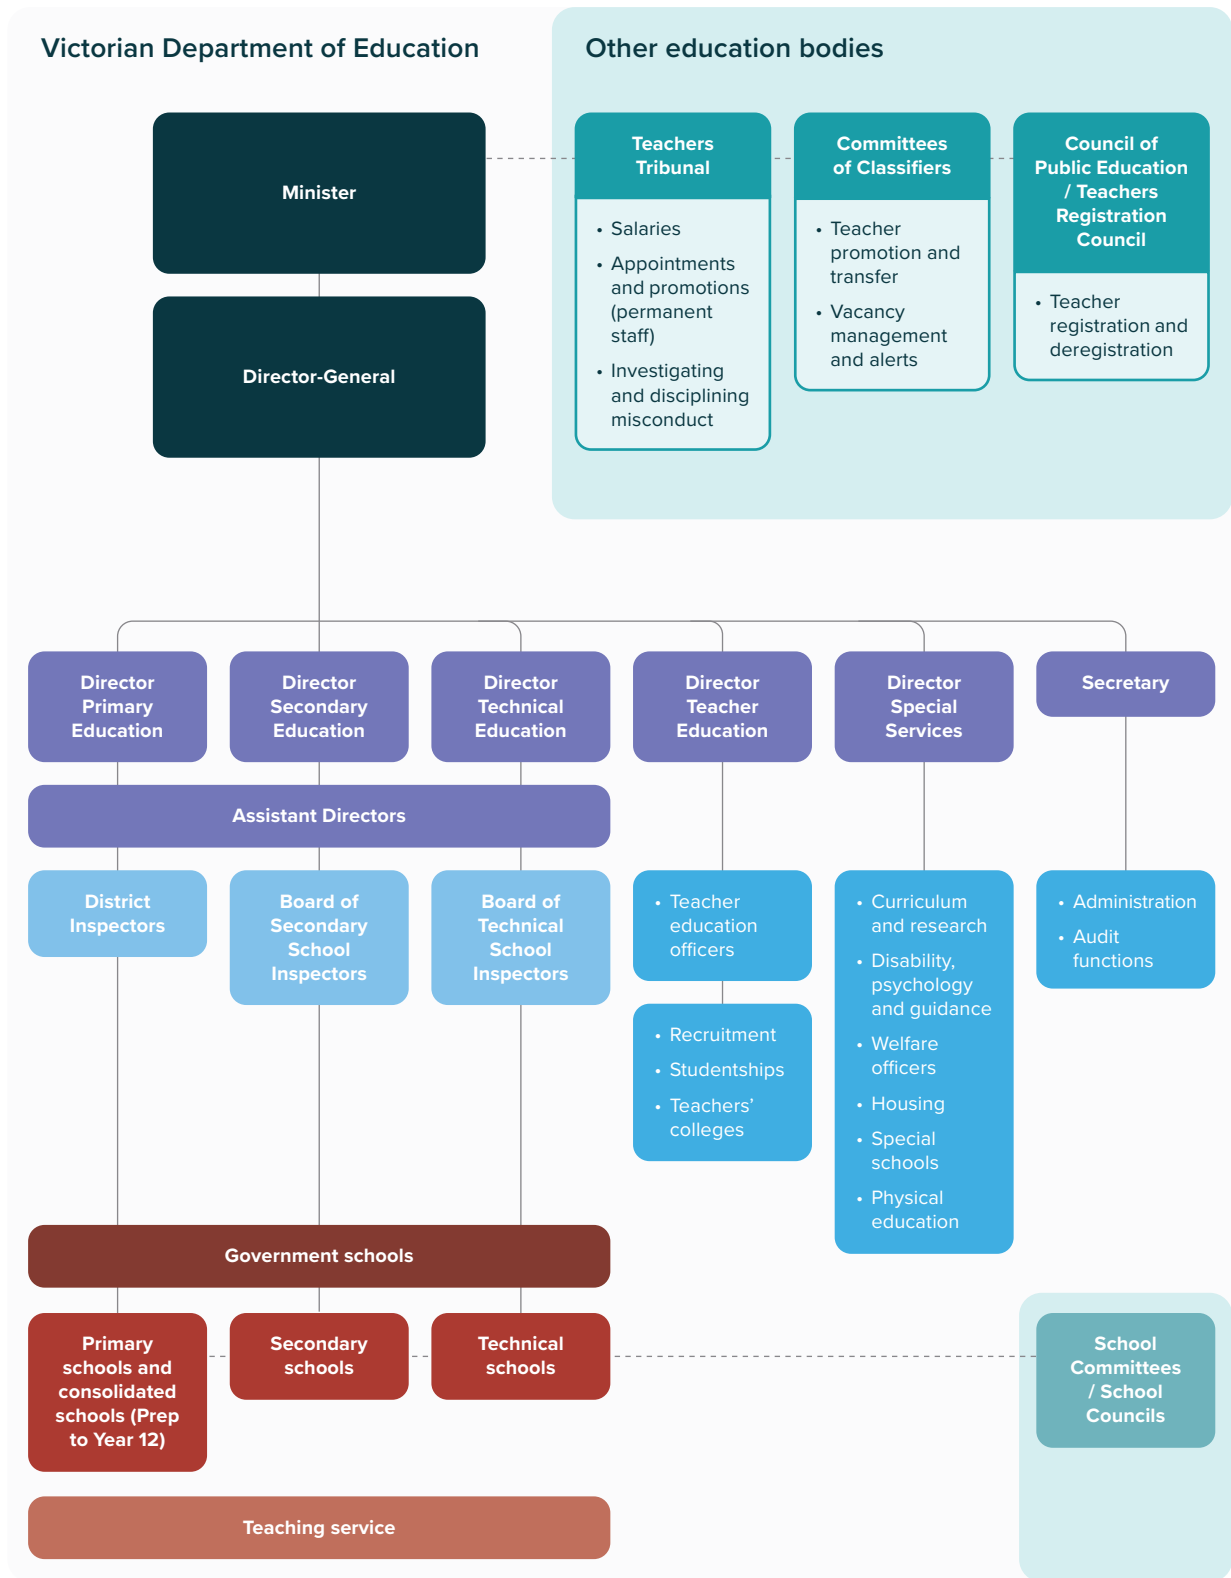 Victorian Department of Education
Other education bodies
Minister
Director-General
Teachers
Tribunal
• Salaries
• Appointments
and promotions
(permanent
staff)
• Investigating
and disciplining
misconduct
Committees
of Classifiers
• Teacher
promotion and
transfer
• Vacancy
management
and alerts
Council of
Public Education
/ Teachers
Registration
Council
• Teacher
registration and
deregistration
Director
Primary
Education
Director
Secondary
Education
Director
Technical
Education
Director
Teacher
Education
Director
Special
Services
Secretary
Assistant Directors
District
Inspectors
Board of
Secondary
School
Inspectors
Board of
Technical
School
Inspectors
• Teacher
education
officers
• Recruitment
• Studentships
• Teachers’
colleges
• Curriculum
and research
• Disability,
psychology
and guidance
• Welfare
officers
• Housing
• Special
schools
• Physical
education
• Administration
• Audit
functions
Government schools
Primary
schools and
consolidated
schools (Prep
to Year 12)
Secondary
schools
Technical
schools
School
Committees
/ School
Councils
Teaching service